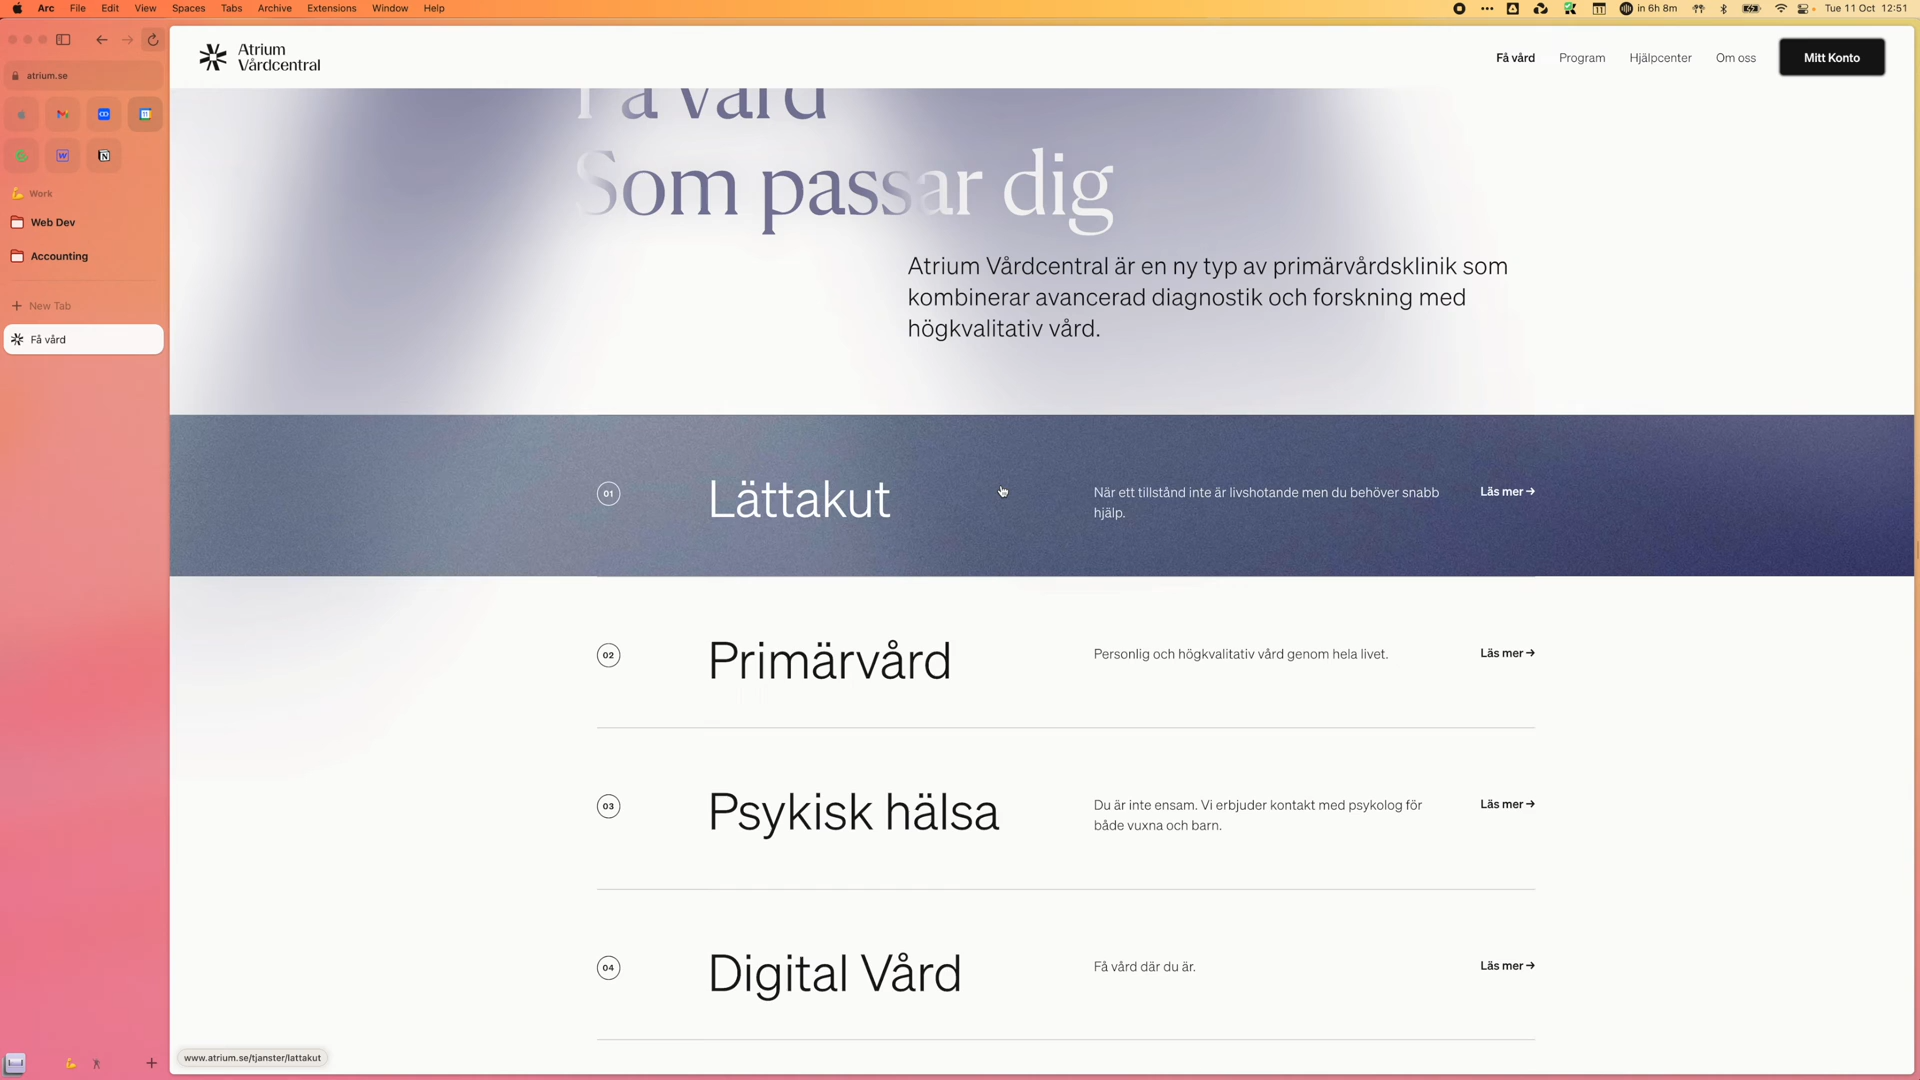 Arc File Edit View Spaces Tabs Archive Extensions Window Help
11 in 6h 8m Tue 11 Oct 12:51
atrium.se
Work
Web Dev
Accounting
New Tab
Få vård
Atrium
Vårdcentral
Få vård Program Hjälpcenter Om oss Mitt Konto
Få vård
Som passar dig
Atrium Vårdcentral är en ny typ av primärvårdsklinik som
kombinerar avancerad diagnostik och forskning med
högkvalitativ vård.
01 Lättakut
När ett tillstånd inte är livshotande men du behöver snabb
hjälp.
Läs mer →
02 Primärvård
Personlig och högkvalitativ vård genom hela livet.
Läs mer →
03 Psykisk hälsa
Du är inte ensam. Vi erbjuder kontakt med psykolog för
både vuxna och barn.
Läs mer →
04 Digital Vård
Få vård där du är.
Läs mer →
www.atrium.se/tjanster/lattakut